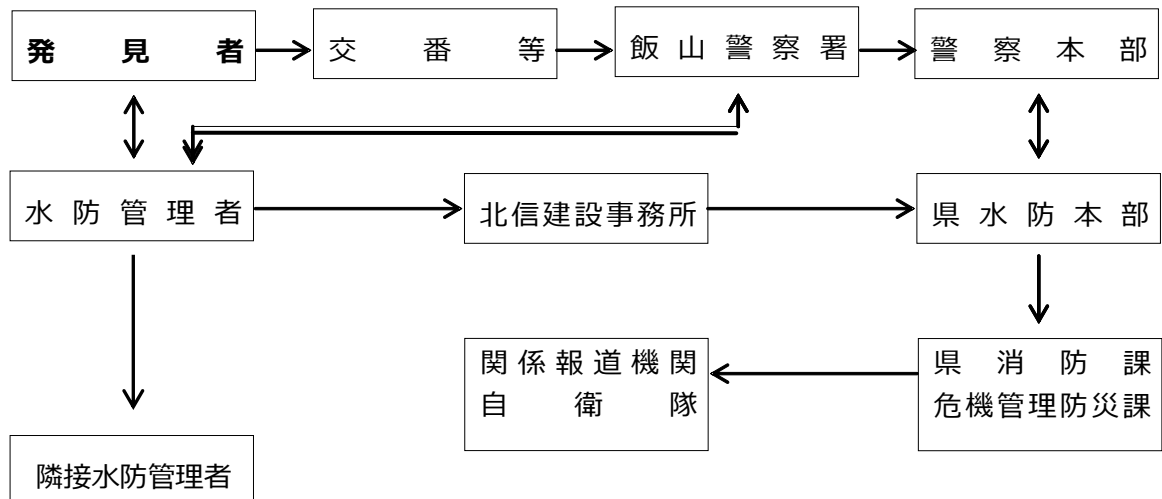 発見者
交番等
飯山警察署
警察本部
水防管理者
北信建設事務所
県水防本部
関係報道機関
自衛隊
県消防課
危機管理防災課
隣接水防管理者